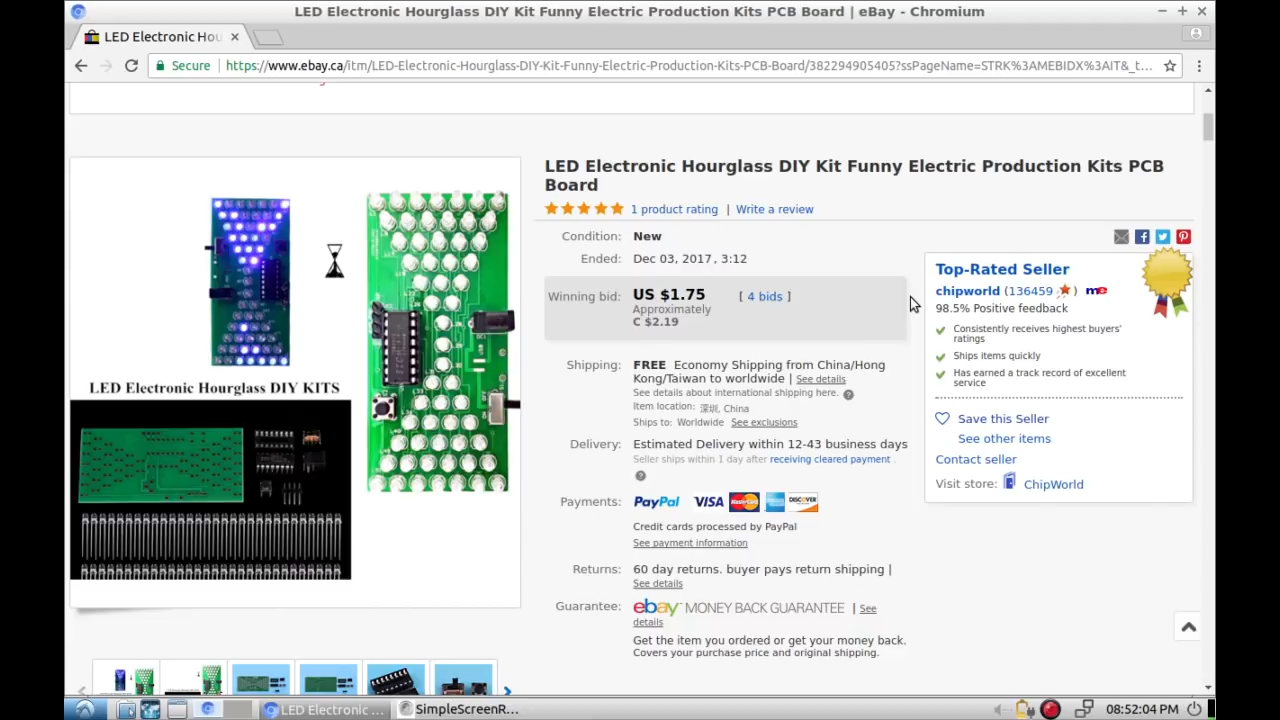 LED Electronic Hourglass DIY Kit Funny Electric Production Kits PCB Board | eBay - Chromium
LED Electronic Hou
Secure
https://www.ebay.ca/itm/LED-Electronic-Hourglass-DIY-Kit-Funny-Electric-Production-Kits-PCB-Board/382294905405?ssPageName=STRK%3AMEBIDX%3AIT&_t...
LED Electronic Hourglass DIY Kit Funny Electric Production Kits PCB
Board
1 product rating | Write a review
Condition: New
Ended: Dec 03, 2017, 3:12
Winning bid: US $1.75 [ 4 bids ]
Approximately
C $2.19
Shipping: FREE Economy Shipping from China/Hong
Kong/Taiwan to worldwide | See details
See details about international shipping here. ?
Item location: 深圳, China
Ships to: Worldwide See exclusions
Delivery: Estimated Delivery within 12-43 business days
Seller ships within 1 day after receiving cleared payment .
?
Payments: PayPal VISA MasterCard DISCOVER
Credit cards processed by PayPal
See payment information
Returns: 60 day returns. buyer pays return shipping |
See details
Guarantee: ebay MONEY BACK GUARANTEE | See
details
Get the item you ordered or get your money back.
Covers your purchase price and original shipping.
Top-Rated Seller
chipworld (136459 ) me
98.5% Positive feedback
Consistently receives highest buyers'
ratings
Ships items quickly
Has earned a track record of excellent
service
Save this Seller
See other items
Contact seller
Visit store: ChipWorld
LED Electronic Hourglass DIY KITS
LED Electronic ...
SimpleScreenR...
08:52:04 PM